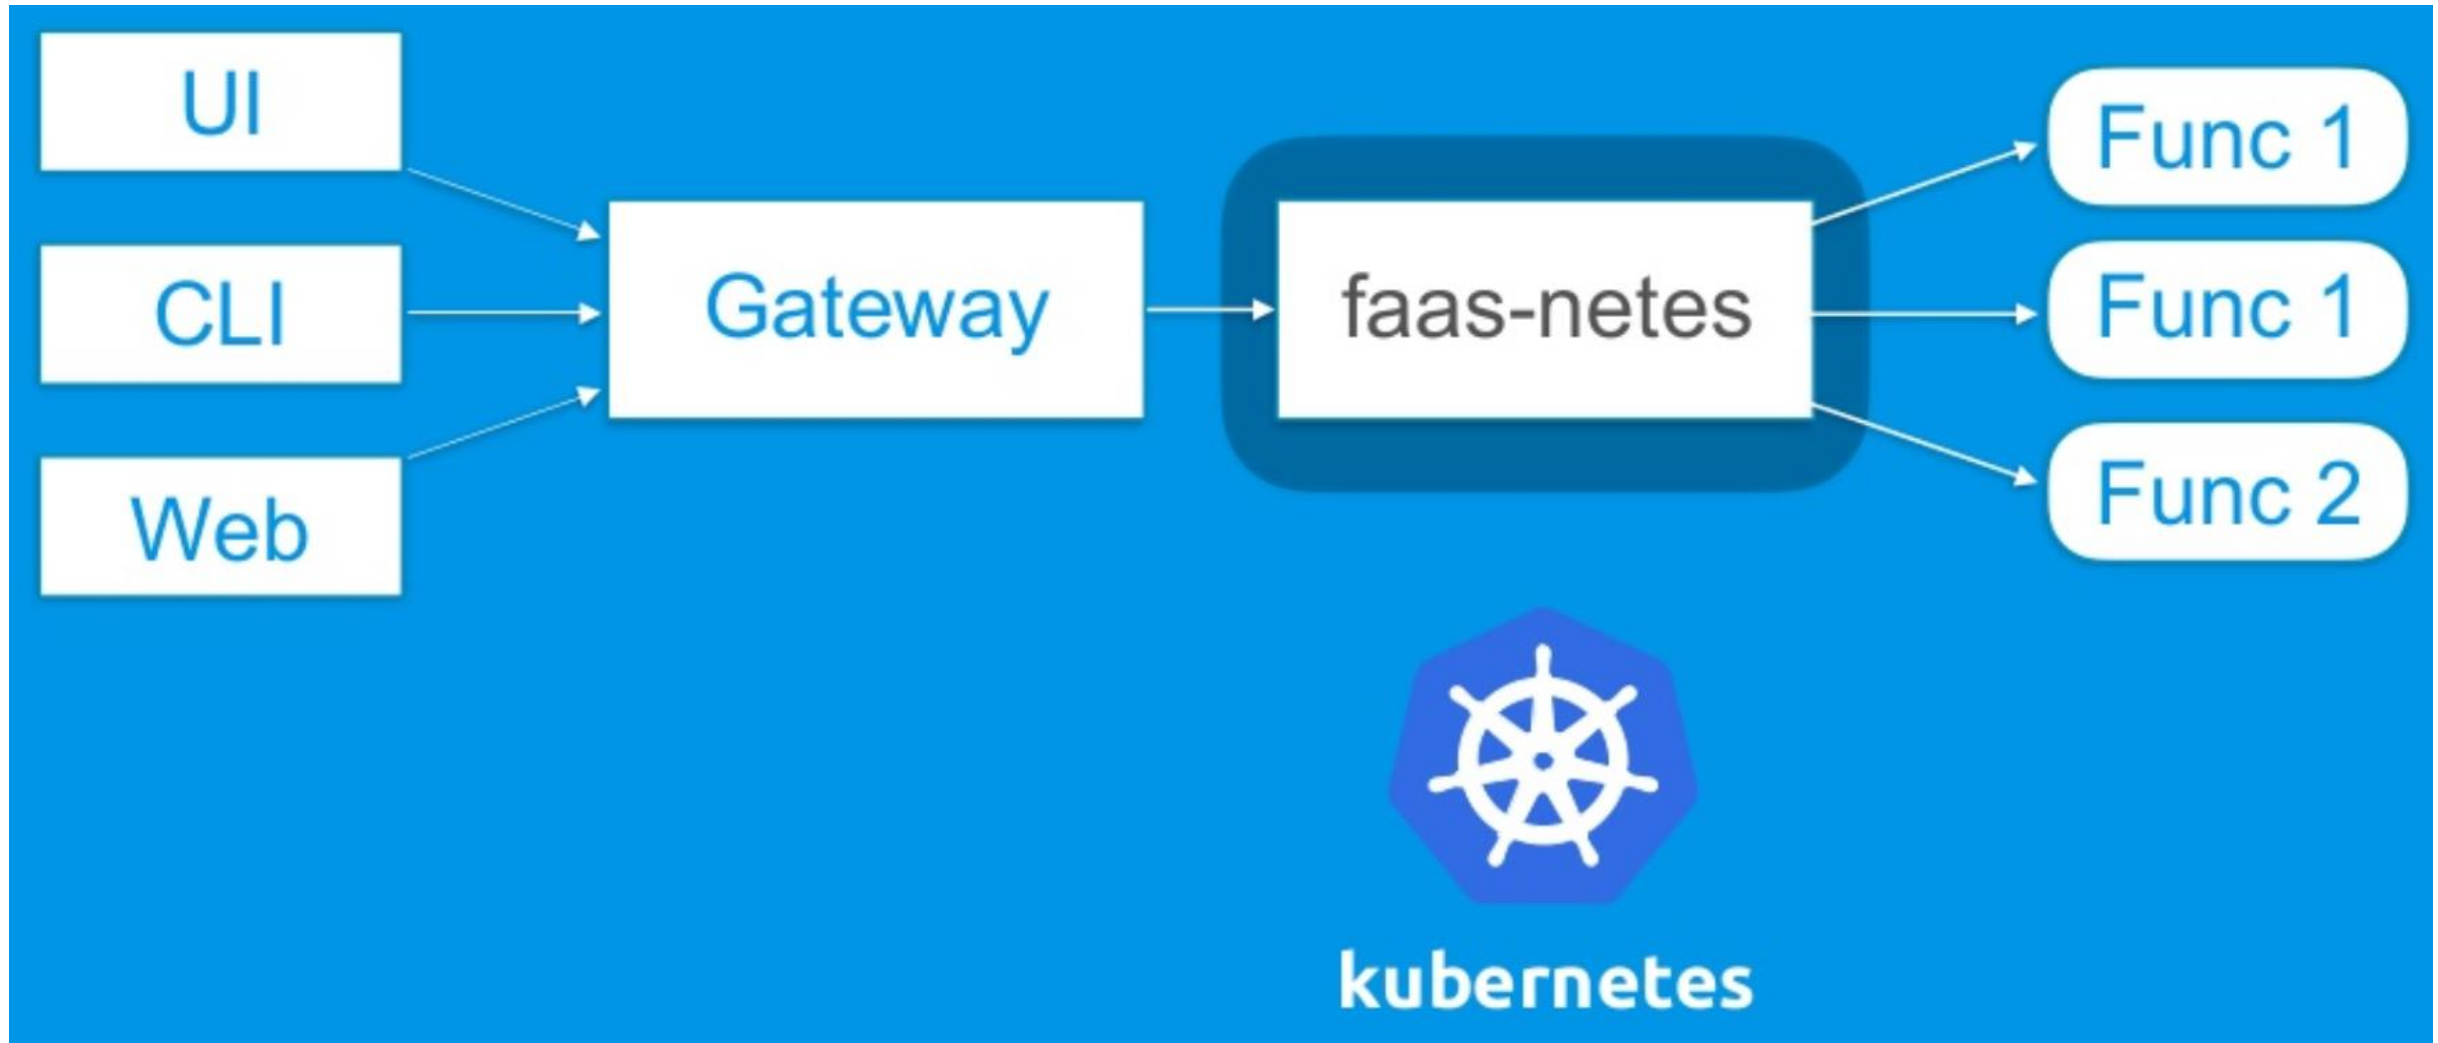 UI
CLI
Web
Gateway
faas-netes
Func 1
Func 1
Func 2
kubernetes